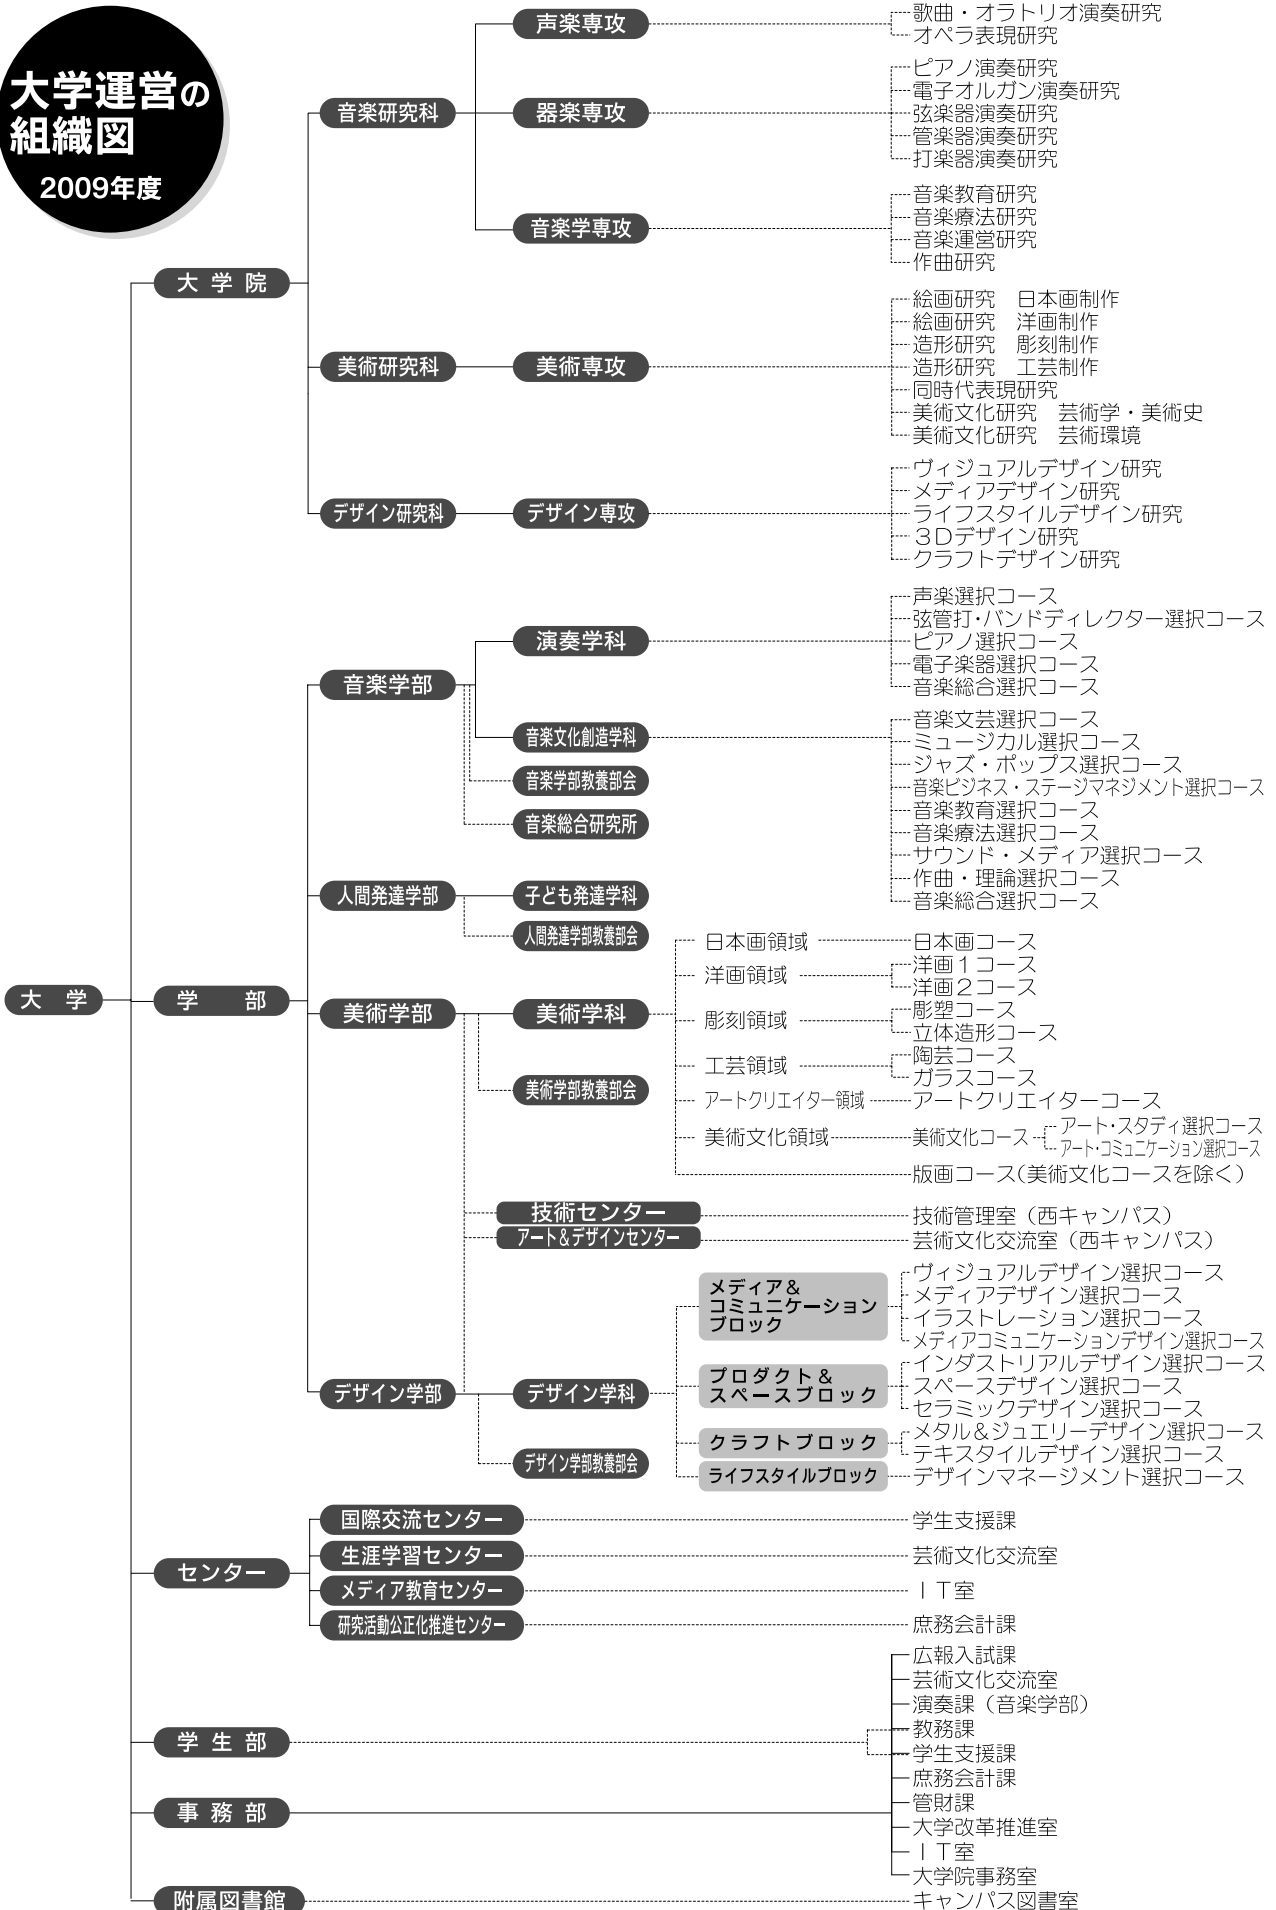 大学運営の
組織図
2009年度
声楽専攻
歌曲・オラトリオ演奏研究
オペラ表現研究
音楽研究科
器楽専攻
ピアノ演奏研究
電子オルガン演奏研究
弦楽器演奏研究
管楽器演奏研究
打楽器演奏研究
音楽学専攻
音楽教育研究
音楽療法研究
音楽運営研究
作曲研究
大学院
美術研究科
美術専攻
絵画研究 日本画制作
絵画研究 洋画制作
造形研究 彫刻制作
造形研究 工芸制作
同時代表現研究
美術文化研究 芸術学・美術史
美術文化研究 芸術環境
デザイン研究科
デザイン専攻
ヴィジュアルデザイン研究
メディアデザイン研究
ライフスタイルデザイン研究
3Dデザイン研究
クラフトデザイン研究
音楽学部
演奏学科
声楽選択コース
弦管打・バンドディレクター選択コース
ピアノ選択コース
電子楽器選択コース
音楽総合選択コース
音楽文化創造学科
音楽文芸選択コース
ミュージカル選択コース
ジャズ・ポップス選択コース
音楽ビジネス・ステージマネジメント選択コース
音楽教育選択コース
音楽療法選択コース
サウンド・メディア選択コース
作曲・理論選択コース
音楽総合選択コース
音楽学部教養部会
音楽総合研究所
人間発達学部
子ども発達学科
人間発達学部教養部会
大学
学部
美術学部
美術学科
日本画領域
日本画コース
洋画領域
洋画1コース
洋画2コース
彫刻領域
彫塑コース
立体造形コース
工芸領域
陶芸コース
ガラスコース
アートクリエイター領域
アートクリエイターコース
美術文化領域
美術文化コース
アート・スタディ選択コース
アート・コミュニケーション選択コース
版画コース(美術文化コースを除く)
美術学部教養部会
技術センター
技術管理室(西キャンパス)
アート&デザインセンター
芸術文化交流室(西キャンパス)
デザイン学部
デザイン学科
メディア&
コミュニケーション
ブロック
ヴィジュアルデザイン選択コース
メディアデザイン選択コース
イラストレーション選択コース
メディアコミュニケーションデザイン選択コース
プロダクト&
スペースブロック
インダストリアルデザイン選択コース
スペースデザイン選択コース
セラミックデザイン選択コース
クラフトブロック
メタル&ジュエリーデザイン選択コース
テキスタイルデザイン選択コース
ライフスタイルブロック
デザインマネージメント選択コース
デザイン学部教養部会
センター
国際交流センター
学生支援課
生涯学習センター
芸術文化交流室
メディア教育センター
IT室
研究活動公正化推進センター
庶務会計課
学生部
事務部
広報入試課
芸術文化交流室
演奏課(音楽学部)
教務課
学生支援課
庶務会計課
管財課
大学改革推進室
IT室
大学院事務室
附属図書館
キャンパス図書室